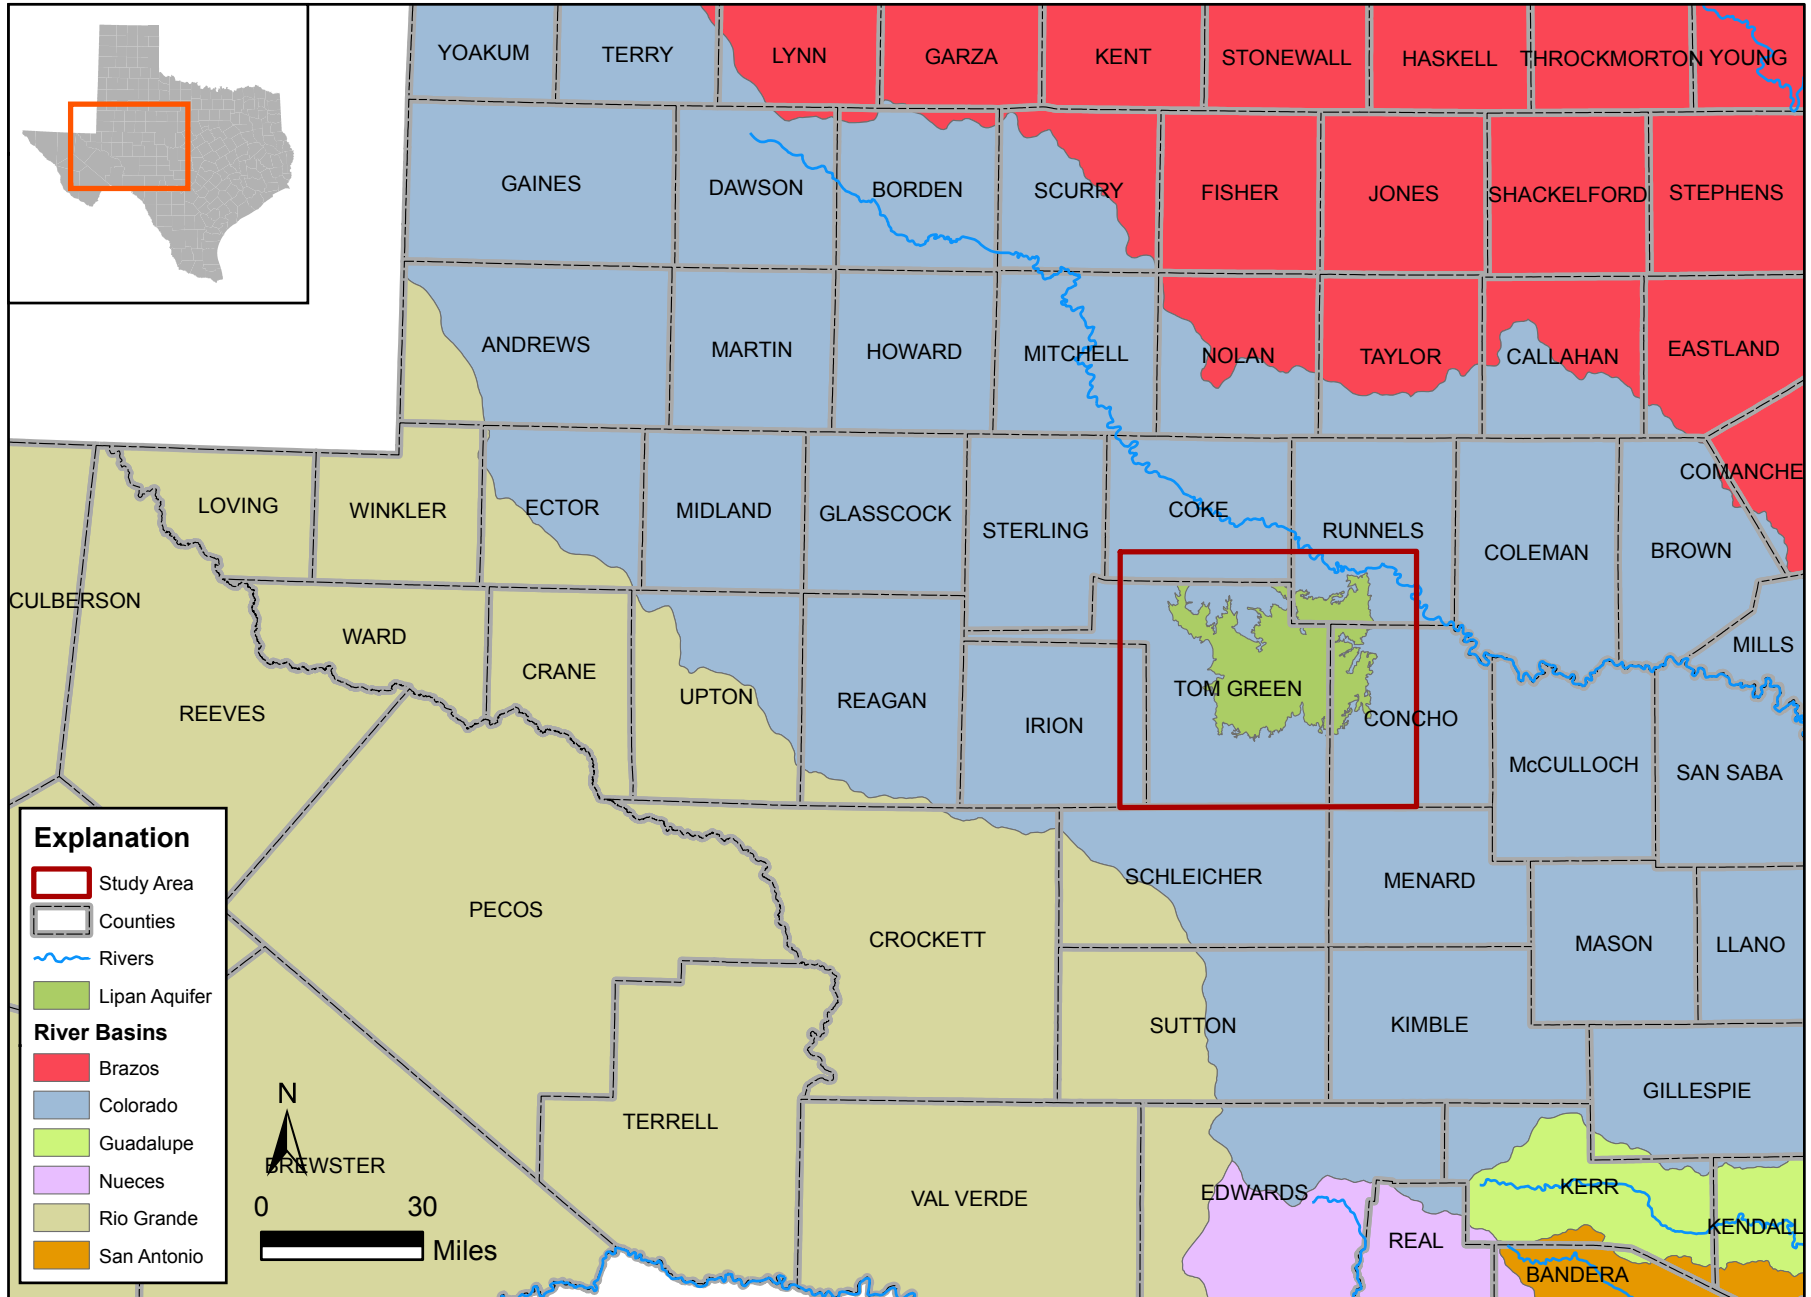 YOAKUM
TERRY
LYNN
GARZA
KENT
STONEWALL
HASKELL
THROCKMORTON
YOUNG
GAINES
DAWSON
BORDEN
SCURRY
FISHER
JONES
SHACKELFORD
STEPHENS
ANDREWS
MARTIN
HOWARD
MITCHELL
NOLAN
TAYLOR
CALLAHAN
EASTLAND
COMANCHE
LOVING
WINKLER
ECTOR
MIDLAND
GLASSCOCK
STERLING
COKE
RUNNELS
COLEMAN
BROWN
CULBERSON
WARD
CRANE
UPTON
REAGAN
IRION
TOM GREEN
CONCHO
MILLS
REEVES
McCULLOCH
SAN SABA
PECOS
CROCKETT
SCHLEICHER
MENARD
MASON
LLANO
SUTTON
KIMBLE
GILLESPIE
TERRELL
BREWSTER
VAL VERDE
EDWARDS
REAL
KERR
KENDALL
BANDERA
Explanation
Study Area
Counties
Rivers
Lipan Aquifer
River Basins
Brazos
Colorado
Guadalupe
Nueces
Rio Grande
San Antonio
N
0 30
Miles